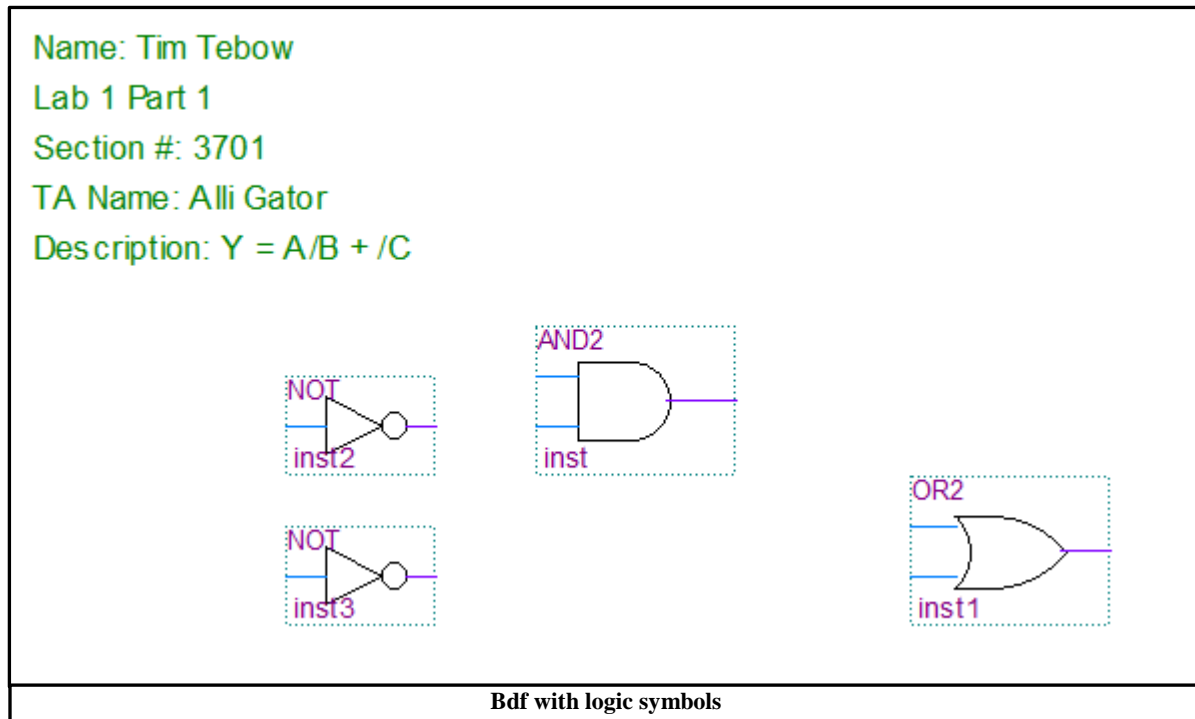 Name: Tim Tebow
Lab 1 Part 1
Section #: 3701
TA Name: Alli Gator
Description: Y = A/B + /C
AND2
inst
NOT
inst2
OR2
inst1
NOT
inst3
Bdf with logic symbols